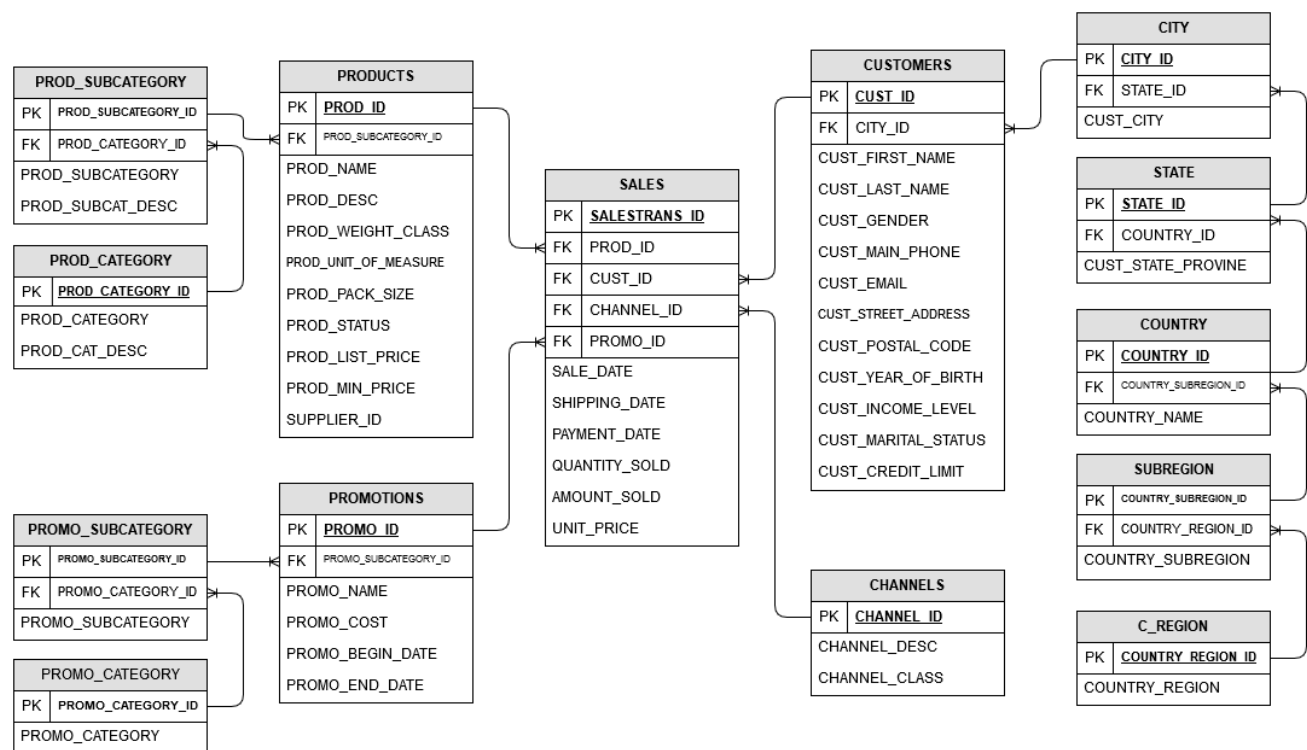 PROD_SUBCATEGORY
PK PROD_SUBCATEGORY_ID
FK PROD_CATEGORY_ID
PROD_SUBCATEGORY
PROD_SUBCAT_DESC
PROD_CATEGORY
PK PROD_CATEGORY_ID
PROD_CATEGORY
PROD_CAT_DESC
PROMO_SUBCATEGORY
PK PROMO_SUBCATEGORY_ID
FK PROMO_CATEGORY_ID
PROMO_SUBCATEGORY
PROMO_CATEGORY
PK PROMO_CATEGORY_ID
PROMO_CATEGORY
PRODUCTS
PK PROD_ID
FK PROD_SUBCATEGORY_ID
PROD_NAME
PROD_DESC
PROD_WEIGHT_CLASS
PROD_UNIT_OF_MEASURE
PROD_PACK_SIZE
PROD_STATUS
PROD_LIST_PRICE
PROD_MIN_PRICE
SUPPLIER_ID
PROMOTIONS
PK PROMO_ID
FK PROMO_SUBCATEGORY_ID
PROMO_NAME
PROMO_COST
PROMO_BEGIN_DATE
PROMO_END_DATE
SALES
PK SALESTRANS_ID
FK PROD_ID
FK CUST_ID
FK CHANNEL_ID
FK PROMO_ID
SALE_DATE
SHIPPING_DATE
PAYMENT_DATE
QUANTITY_SOLD
AMOUNT_SOLD
UNIT_PRICE
CUSTOMERS
PK CUST_ID
FK CITY_ID
CUST_FIRST_NAME
CUST_LAST_NAME
CUST_GENDER
CUST_MAIN_PHONE
CUST_EMAIL
CUST_STREET_ADDRESS
CUST_POSTAL_CODE
CUST_YEAR_OF_BIRTH
CUST_INCOME_LEVEL
CUST_MARITAL_STATUS
CUST_CREDIT_LIMIT
CHANNELS
PK CHANNEL_ID
CHANNEL_DESC
CHANNEL_CLASS
CITY
PK CITY_ID
FK STATE_ID
CUST_CITY
STATE
PK STATE_ID
FK COUNTRY_ID
CUST_STATE_PROVINE
COUNTRY
PK COUNTRY_ID
FK COUNTRY_SUBREGION_ID
COUNTRY_NAME
SUBREGION
PK COUNTRY_SUBREGION_ID
FK COUNTRY_REGION_ID
COUNTRY_SUBREGION
C_REGION
PK COUNTRY_REGION_ID
COUNTRY_REGION